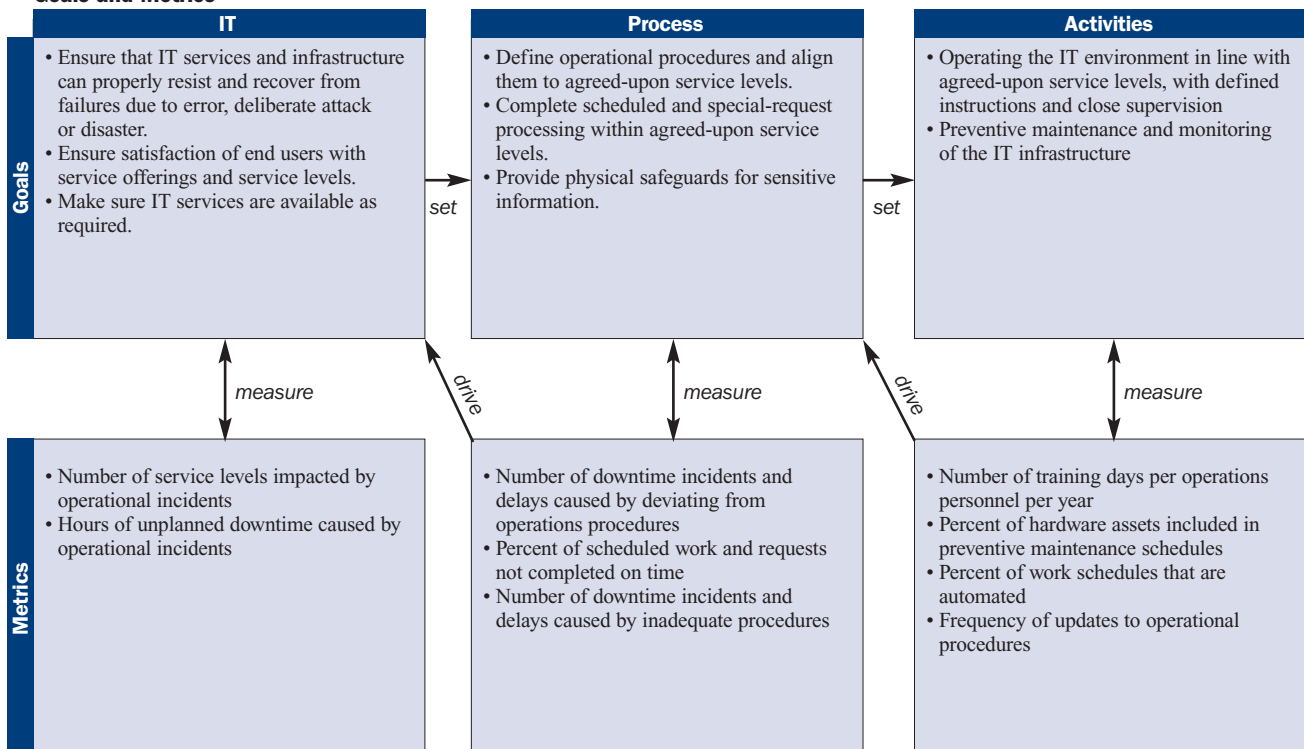 Goals and Metrics
IT
Process
Activities
Goals
• Ensure that IT services and infrastructure
can properly resist and recover from
failures due to error, deliberate attack
or disaster.
• Ensure satisfaction of end users with
service offerings and service levels.
• Make sure IT services are available as
required.
set
• Define operational procedures and align
them to agreed-upon service levels.
• Complete scheduled and special-request
processing within agreed-upon service
levels.
• Provide physical safeguards for sensitive
information.
set
• Operating the IT environment in line with
agreed-upon service levels, with defined
instructions and close supervision
• Preventive maintenance and monitoring
of the IT infrastructure
measure
drive
measure
drive
measure
Metrics
• Number of service levels impacted by
operational incidents
• Hours of unplanned downtime caused by
operational incidents
• Number of downtime incidents and
delays caused by deviating from
operations procedures
• Percent of scheduled work and requests
not completed on time
• Number of downtime incidents and
delays caused by inadequate procedures
• Number of training days per operations
personnel per year
• Percent of hardware assets included in
preventive maintenance schedules
• Percent of work schedules that are
automated
• Frequency of updates to operational
procedures